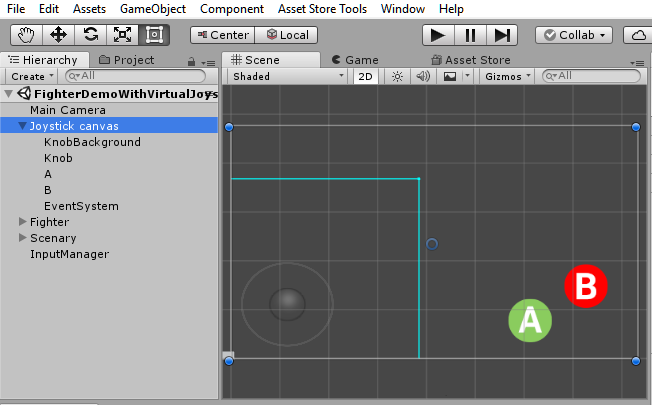 File Edit Assets GameObject Component Asset Store Tools Window Help
Center Local Collab
Hierarchy Project Scene Game Asset Store
Create All Shaded 2D Gizmos All
FighterDemoWithVirtualJoys
Main Camera
Joystick canvas
KnobBackground
Knob
A
B
EventSystem
Fighter
Scenary
InputManager
B
A